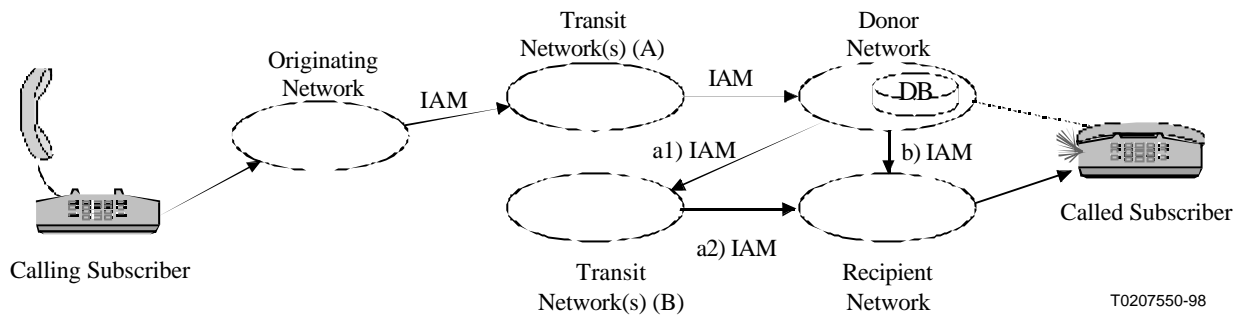 Transit
Network(s) (A)
Donor
Network
Originating
Network
IAM
IAM
DB
a1) IAM
b) IAM
a2) IAM
Calling Subscriber
Called Subscriber
Transit
Network(s) (B)
Recipient
Network
T0207550-98